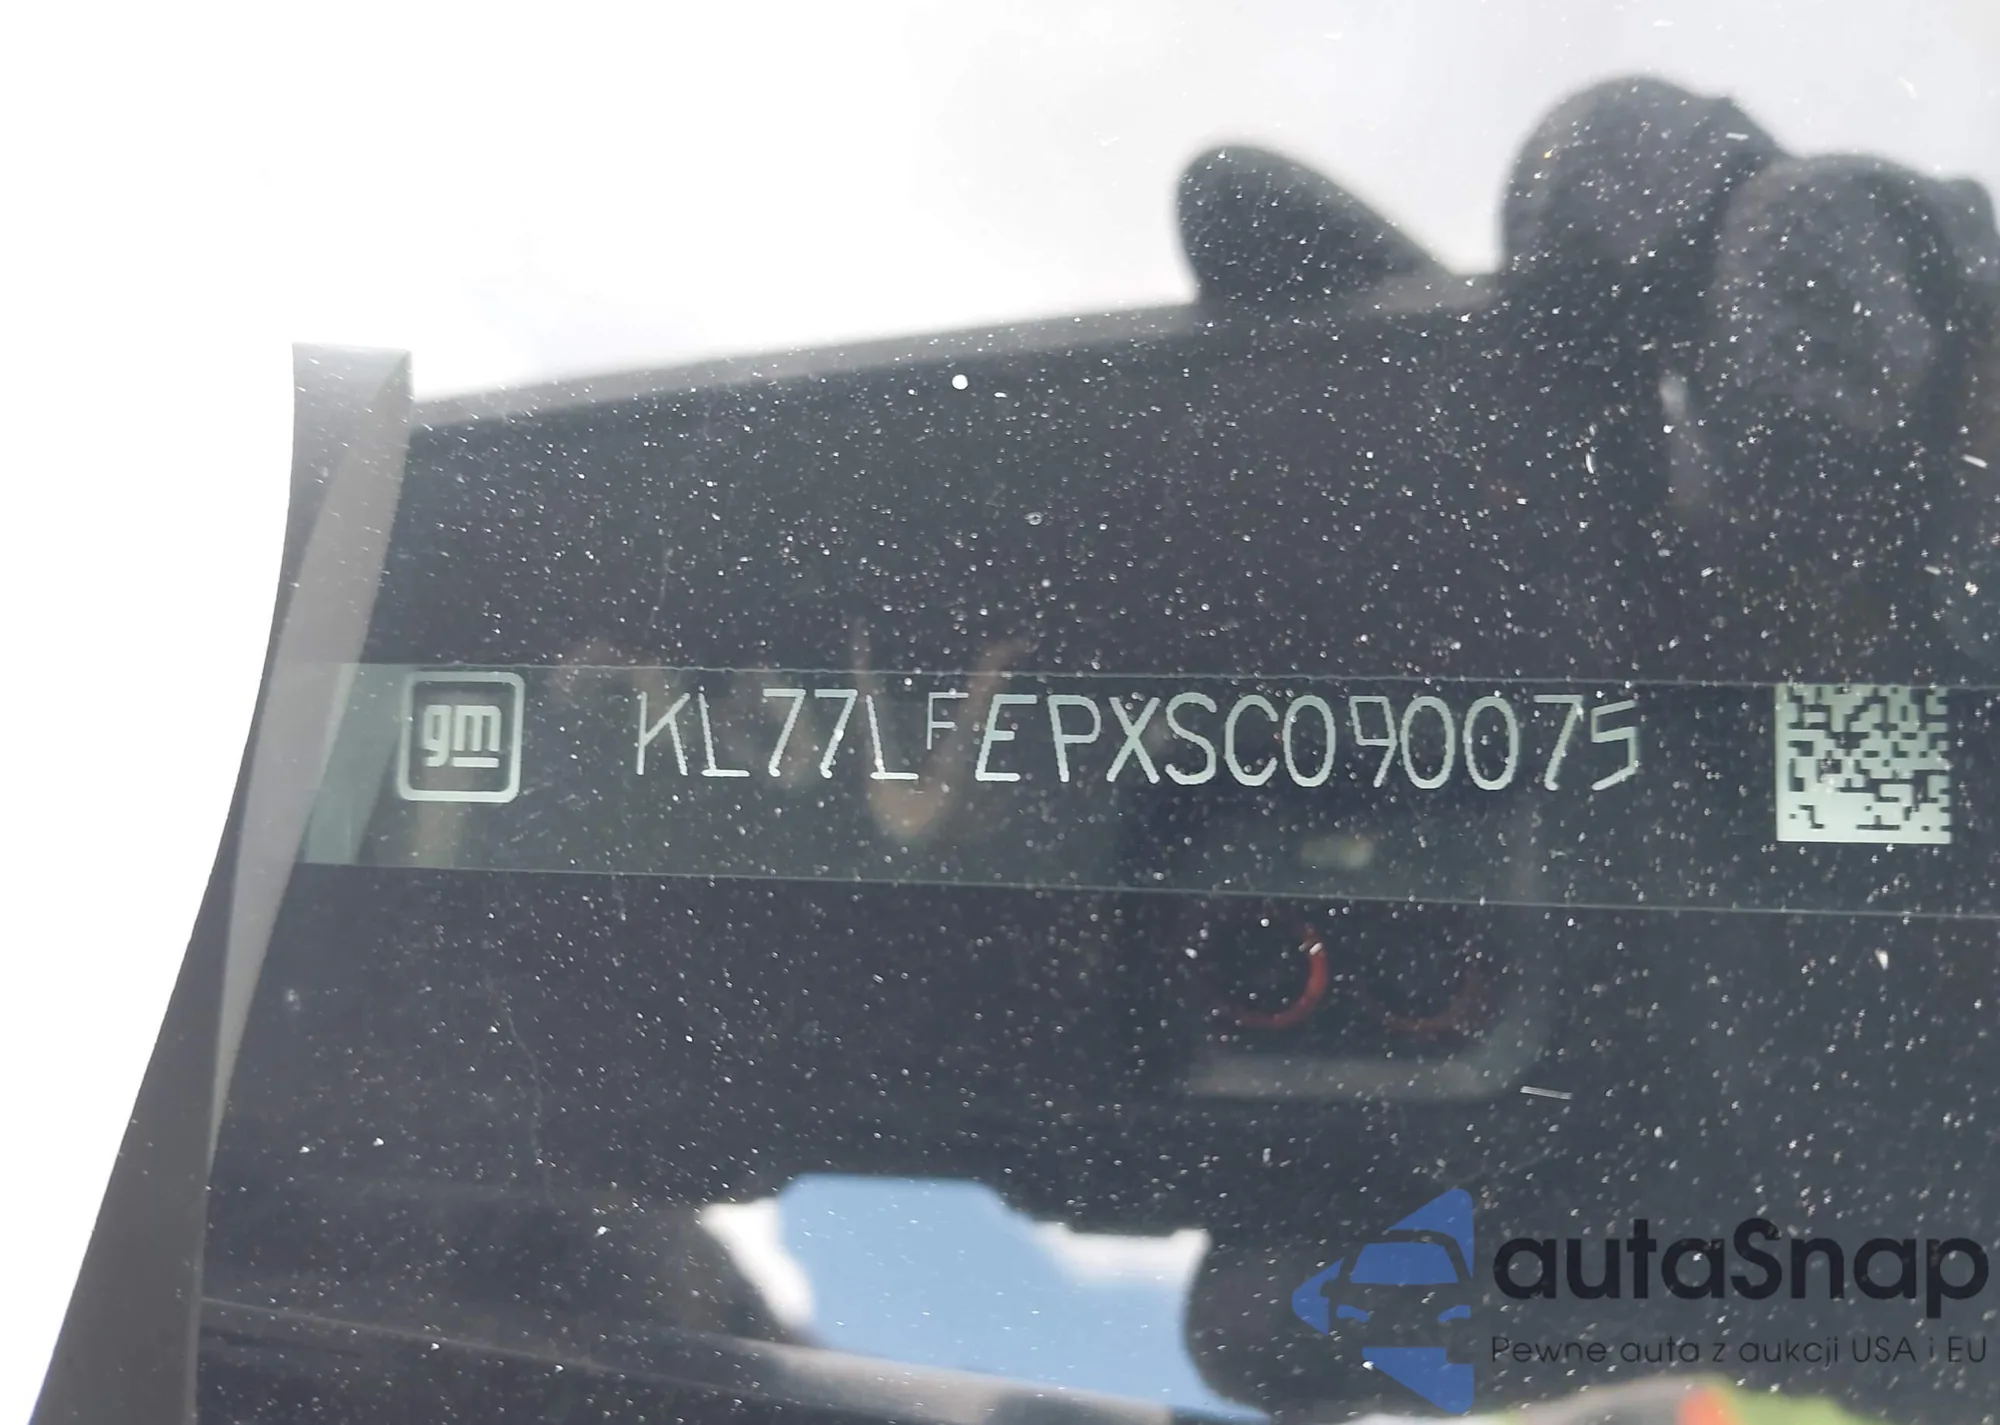 gm KL77LFEPXSC090075
autaSnap
Pewne auta z aukcji USA i EU